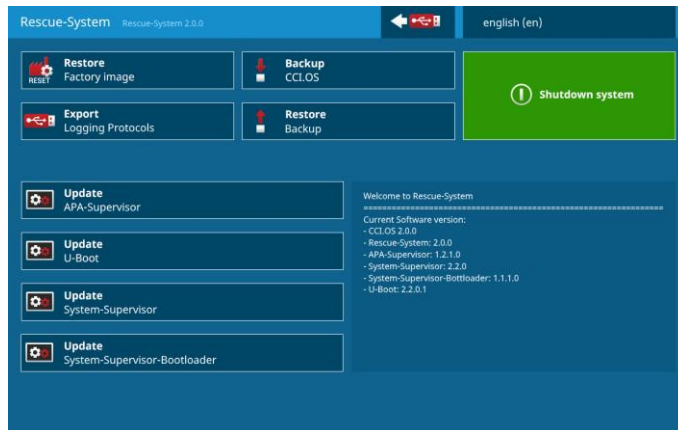 Rescue-System Rescue-System 2.0.0
english (en)
Restore
Factory image
RESET
Backup
CCI.OS
Shutdown system
Export
Logging Protocols
Restore
Backup
Update
APA-Supervisor
Update
U-Boot
Update
System-Supervisor
Update
System-Supervisor-Bootloader
Welcome to Rescue-System
================================================================
Current Software version:
- CCI.OS 2.0.0
- Rescue-System: 2.0.0
- APA-Supervisor: 1.2.1.0
- System-Supervisor: 2.2.0
- System-Supervisor-Bottloader: 1.1.1.0
- U-Boot: 2.2.0.1